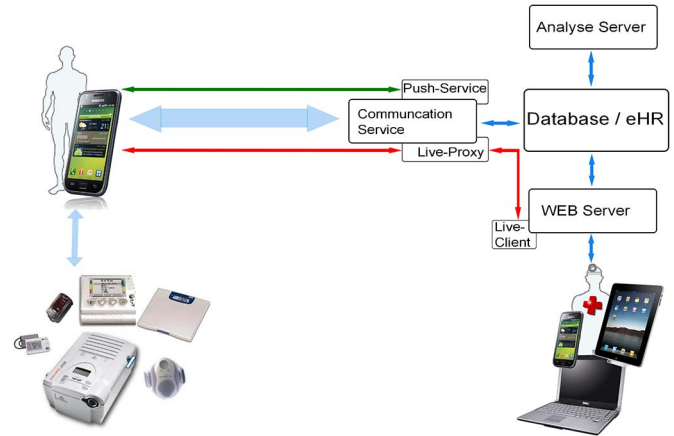 Analyse Server
Push-Service
Communcation
Service
Database / eHR
Live-Proxy
WEB Server
Live-
Client